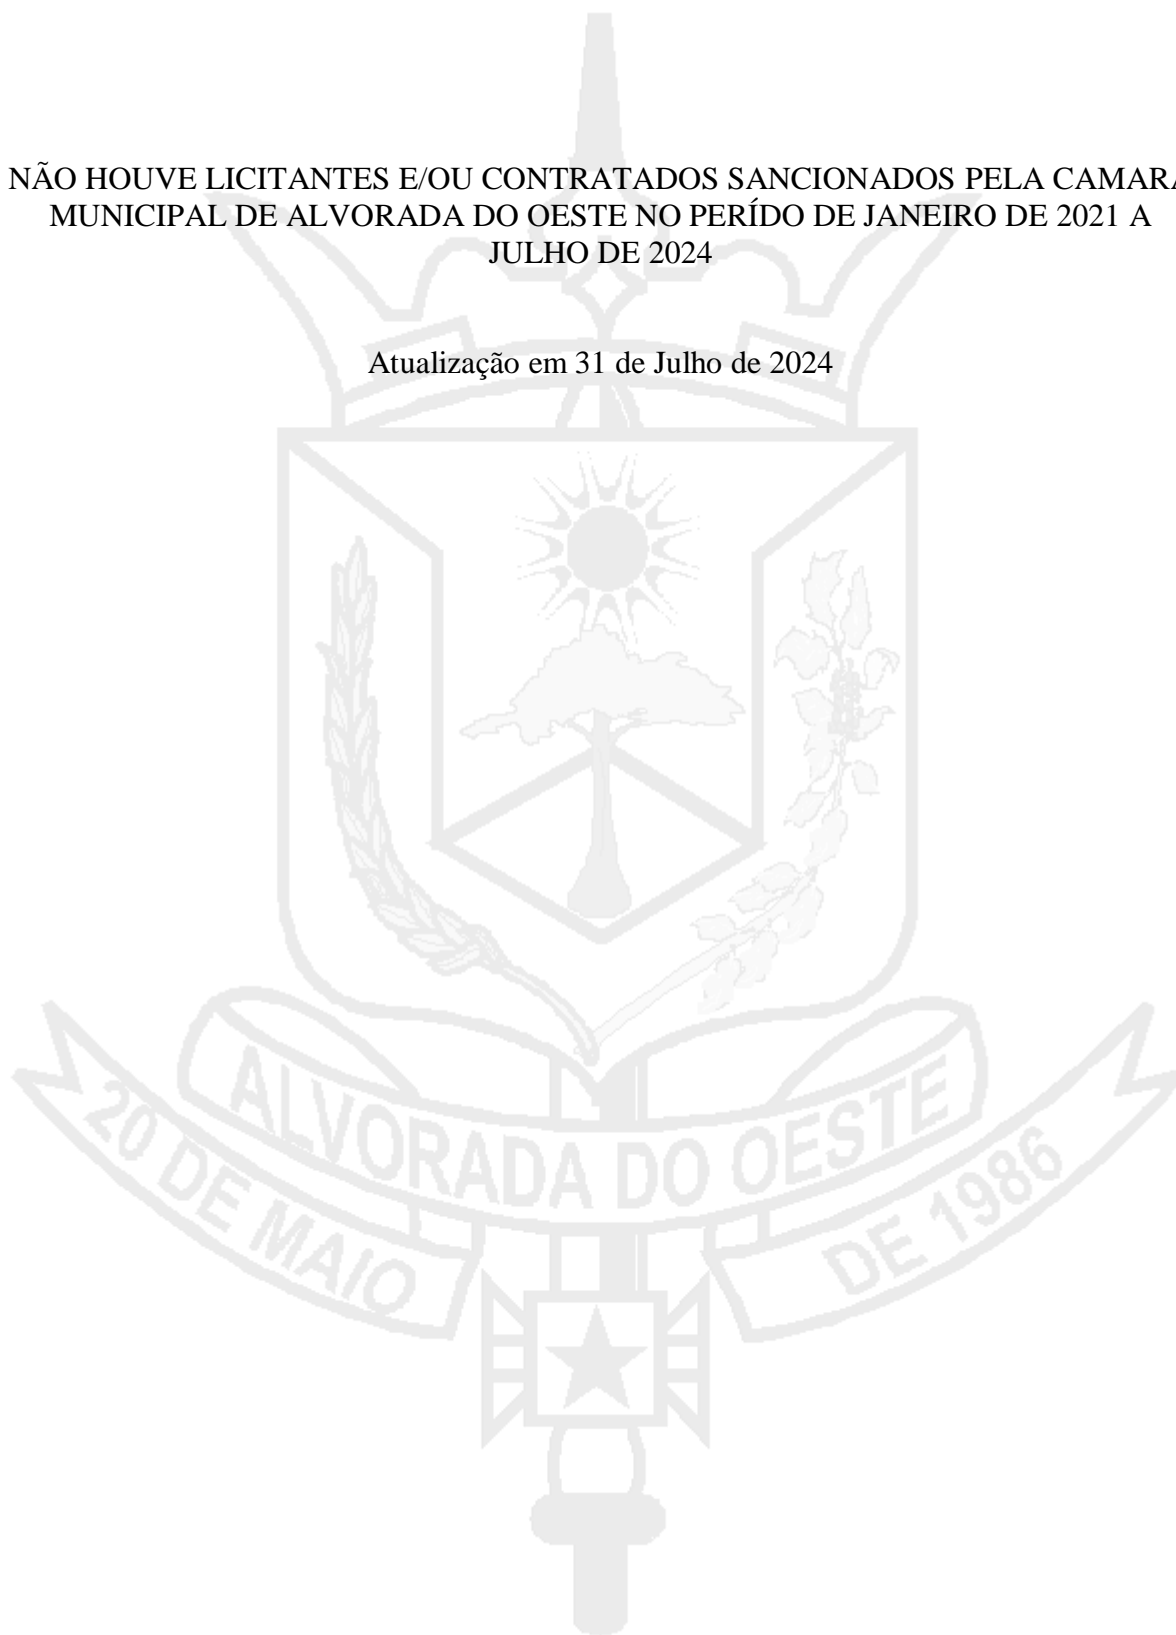 NÃO HOUVE LICITANTES E/OU CONTRATADOS SANCIONADOS PELA CAMARA
MUNICIPAL DE ALVORADA DO OESTE NO PERÍDO DE JANEIRO DE 2021 A
JULHO DE 2024
Atualização em 31 de Julho de 2024
ALVORADA DO OESTE
20 DE MAIO
DE 1986